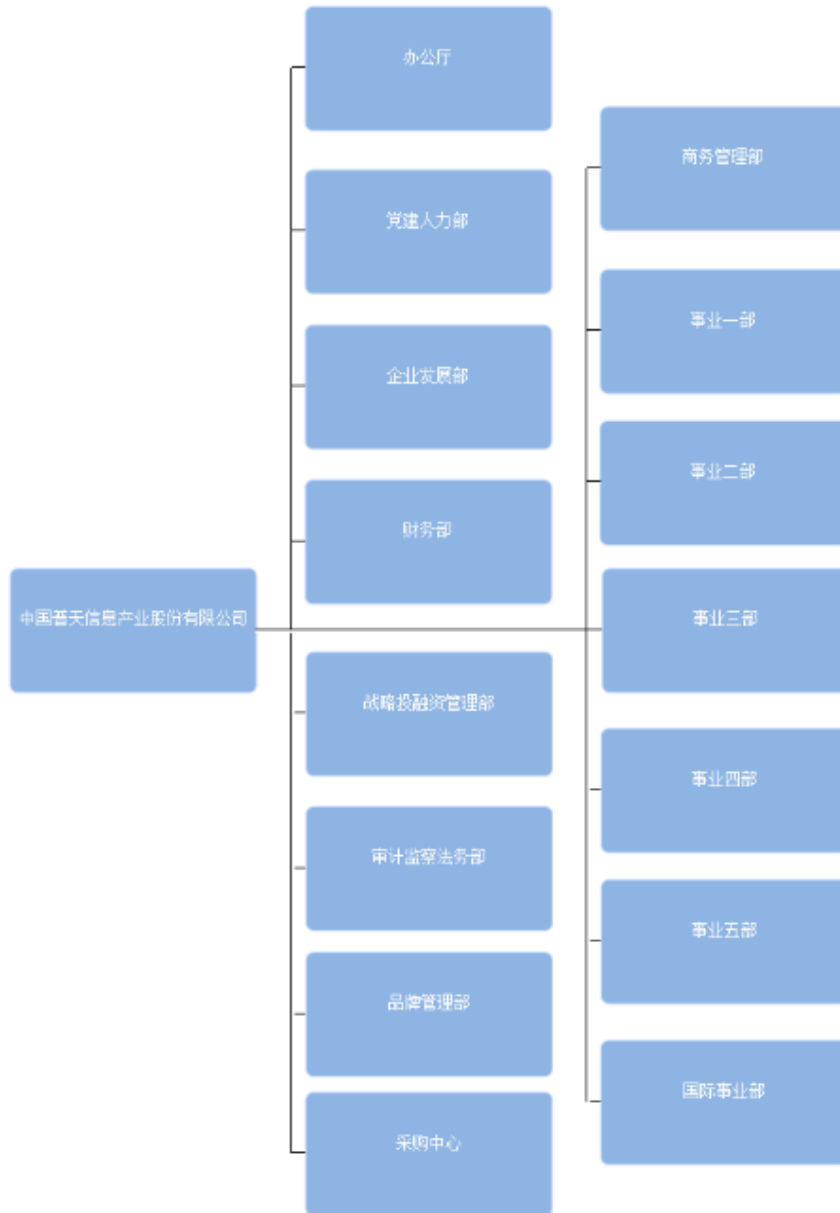 中国普天信息产业股份有限公司
办公厅
党建人力部
企业发展部
财务部
战略投融资管理部
审计监察法务部
品牌管理部
采购中心
商务管理部
事业一部
事业二部
事业三部
事业四部
事业五部
国际事业部